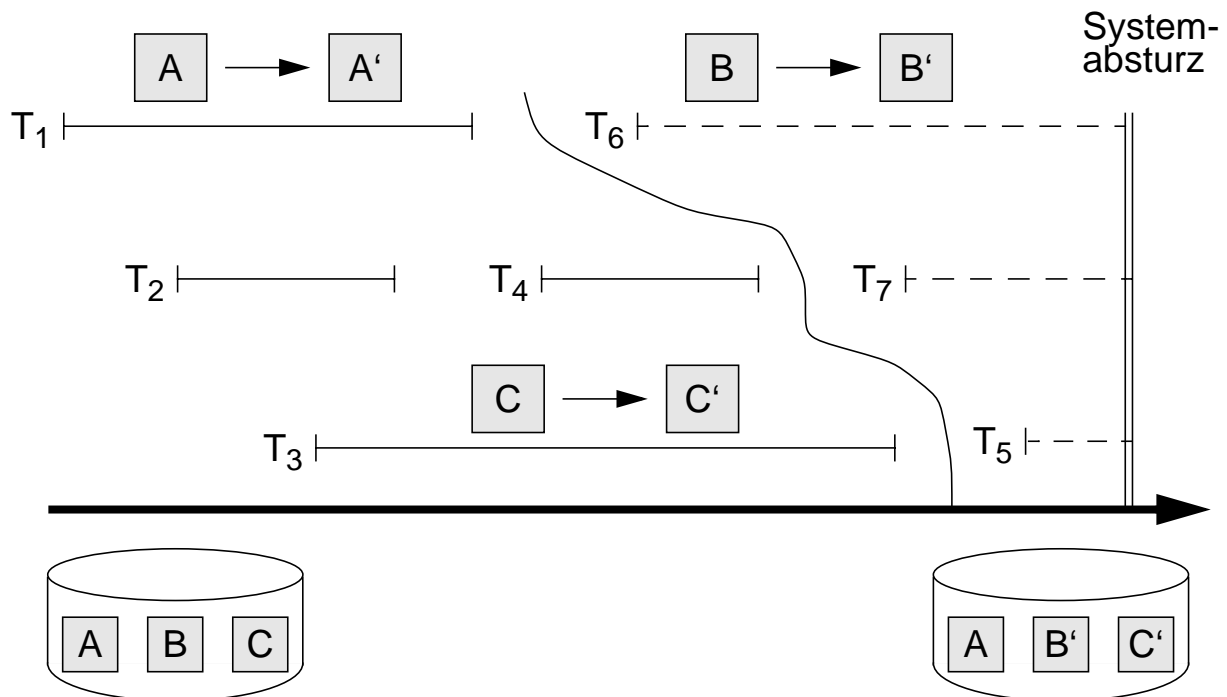 System-
absturz
A A‘ B B‘
T1 T6
T2 T4 T7
C C‘
T3 T5
A B C A B‘ C‘